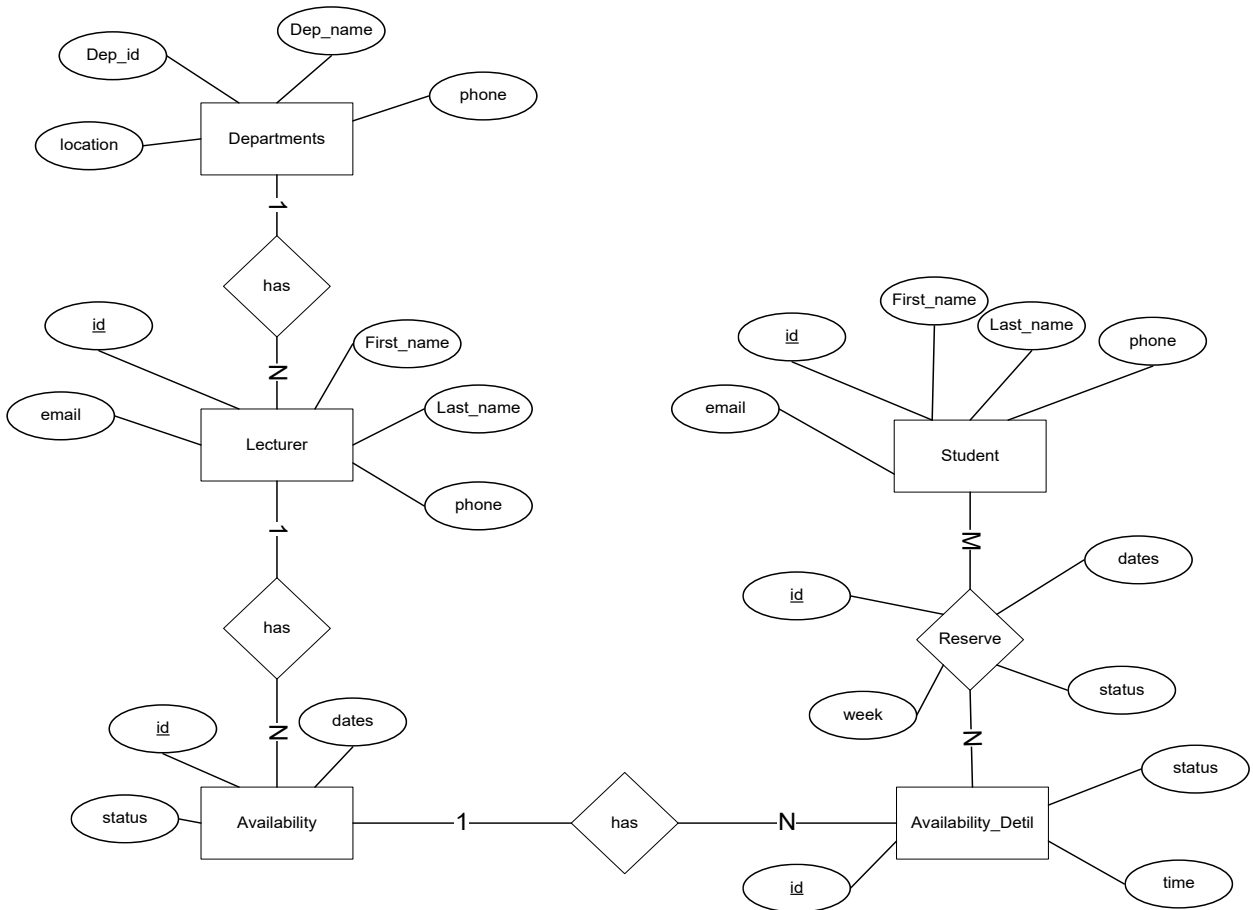 Dep_name
Dep_id
phone
location
Departments
1
has
N
id
First_name
email
Last_name
Lecturer
phone
1
has
N
id
dates
status
Availability
1
has
N
First_name
Last_name
id
phone
email
Student
M
dates
id
Reserve
status
week
N
status
Availability_Detil
time
id